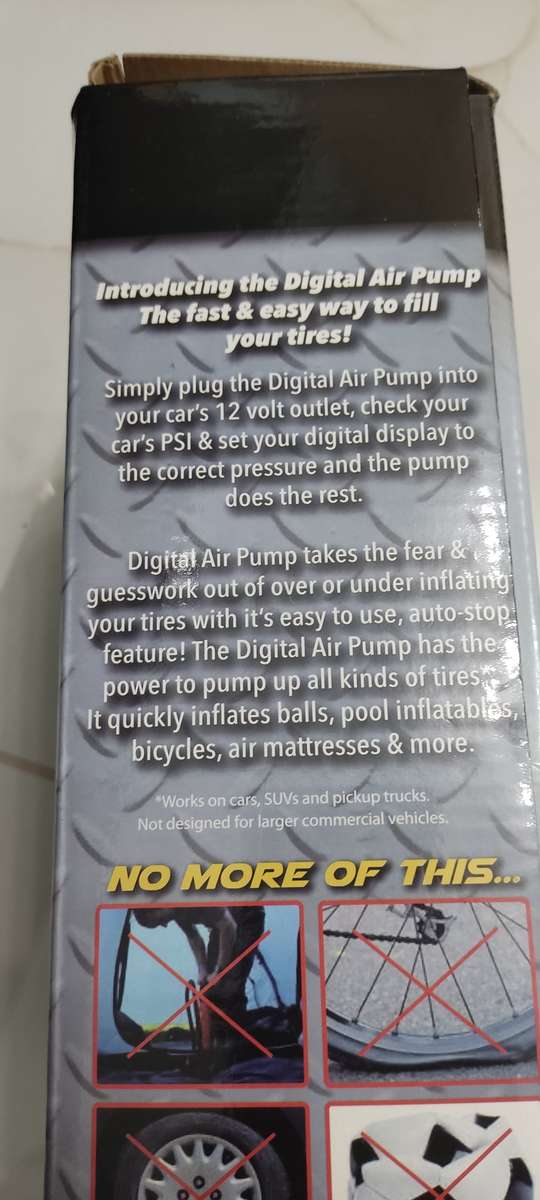 Introducing the Digital Air Pump
The fast & easy way to fill
your tires!
Simply plug the Digital Air Pump into
your car's 12 volt outlet, check your
car's PSI & set your digital display to
the correct pressure and the pump
does the rest.
Digital Air Pump takes the fear &
guesswork out of over or under inflating
your tires with it's easy to use, auto-stop
feature! The Digital Air Pump has the
power to pump up all kinds of tires*.
It quickly inflates balls, pool inflatables,
bicycles, air mattresses & more.
*Works on cars, SUVs and pickup trucks.
Not designed for larger commercial vehicles.
NO MORE OF THIS...